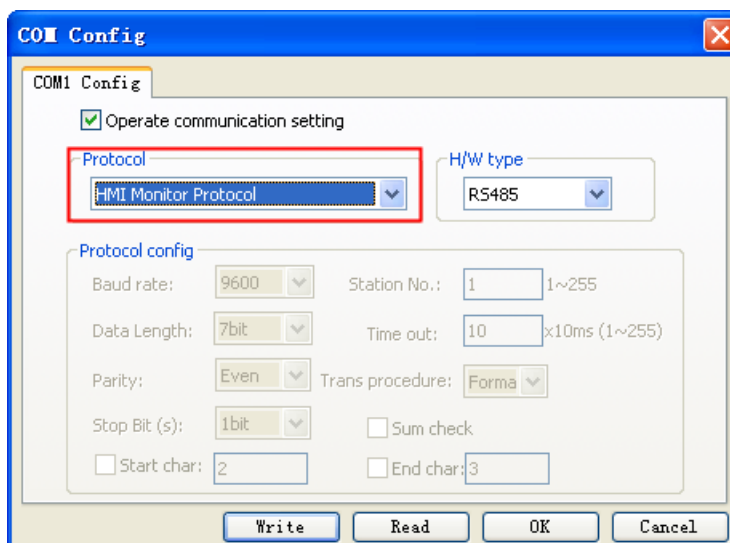 COM Config
COM1 Config
Operate communication setting
Protocol
H/W type
HMI Monitor Protocol
RS485
Protocol config
Baud rate: 9600 Station No.: 1 1~255
Data Length: 7bit Time out: 10 x10ms (1~255)
Parity: Even Trans procedure: Forma
Stop Bit (s): 1bit Sum check
Start char: 2 End char: 3
Write Read OK Cancel